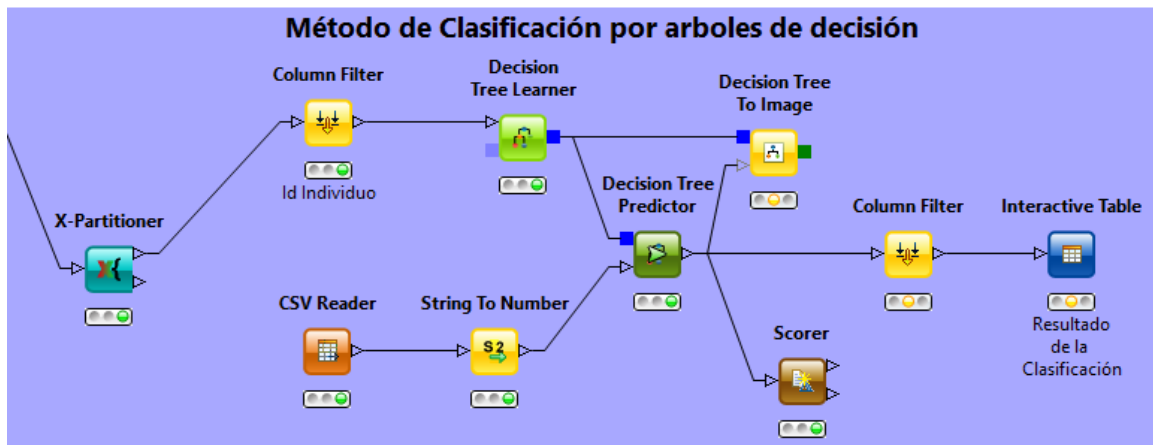 Método de Clasificación por arboles de decisión
Column Filter
Decision
Tree Learner
Decision Tree
To Image
Id Individuo
X-Partitioner
Decision Tree
Predictor
Column Filter
Interactive Table
CSV Reader
String To Number
S2
Scorer
Resultado
de la
Clasificación